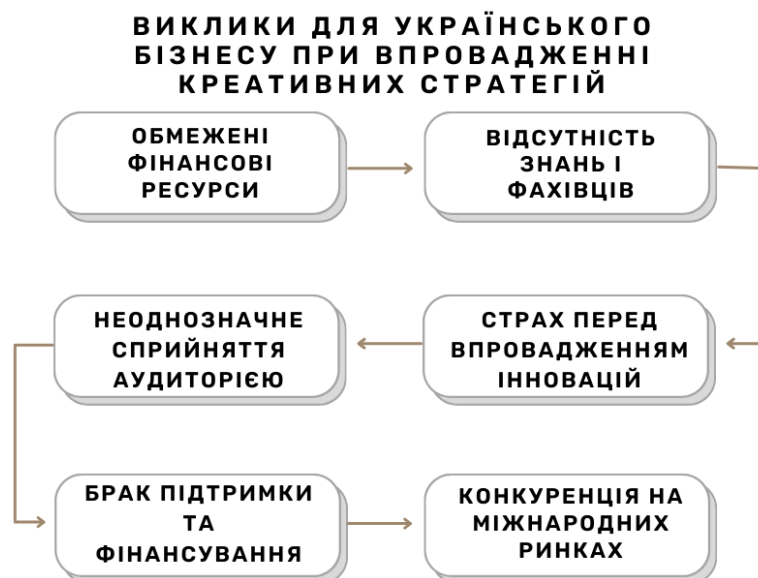 ВИКЛИКИ ДЛЯ УКРАЇНСЬКОГО
БІЗНЕСУ ПРИ ВПРОВАДЖЕННІ
КРЕАТИВНИХ СТРАТЕГІЙ
ОБМЕЖЕНІ
ФІНАНСОВІ
РЕСУРСИ
ВІДСУТНІСТЬ
ЗНАНЬ І
ФАХІВЦІВ
СТРАХ ПЕРЕД
ВПРОВАДЖЕННЯМ
ІННОВАЦІЙ
НЕОДНОЗНАЧНЕ
СПРИЙНЯТТЯ
АУДИТОРІЄЮ
БРАК ПІДТРИМКИ
ТА
ФІНАНСУВАННЯ
КОНКУРЕНЦІЯ НА
МІЖНАРОДНИХ
РИНКАХ